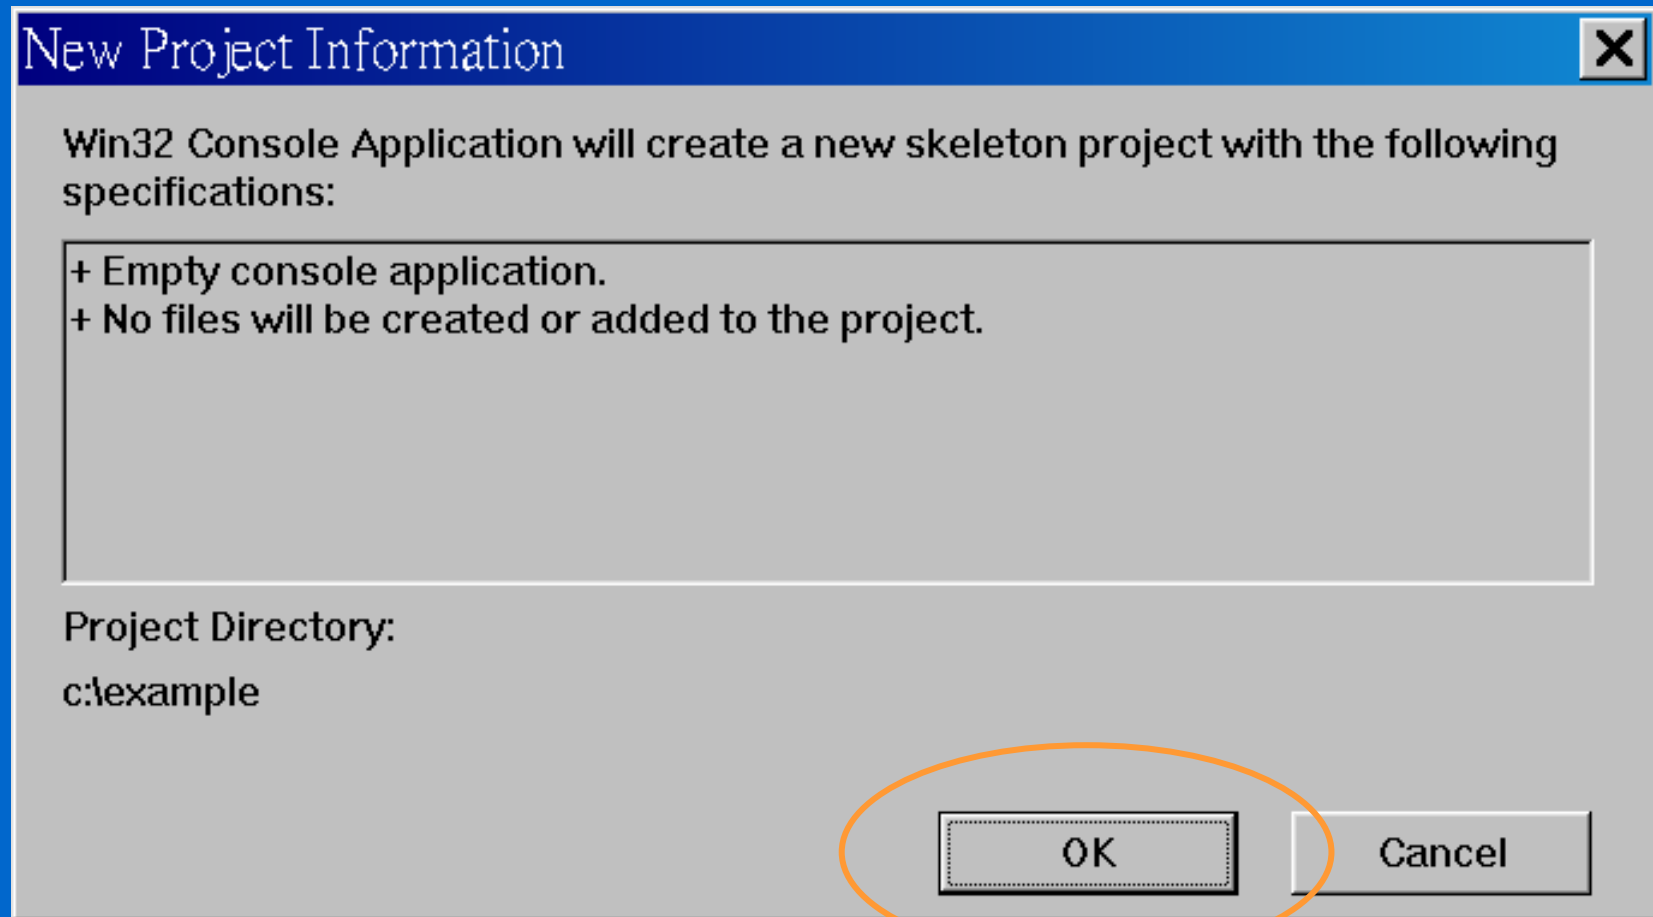 New Project Information
Win32 Console Application will create a new skeleton project with the following
specifications:
+ Empty console application.
+ No files will be created or added to the project.
Project Directory:
c:\example
OK
Cancel